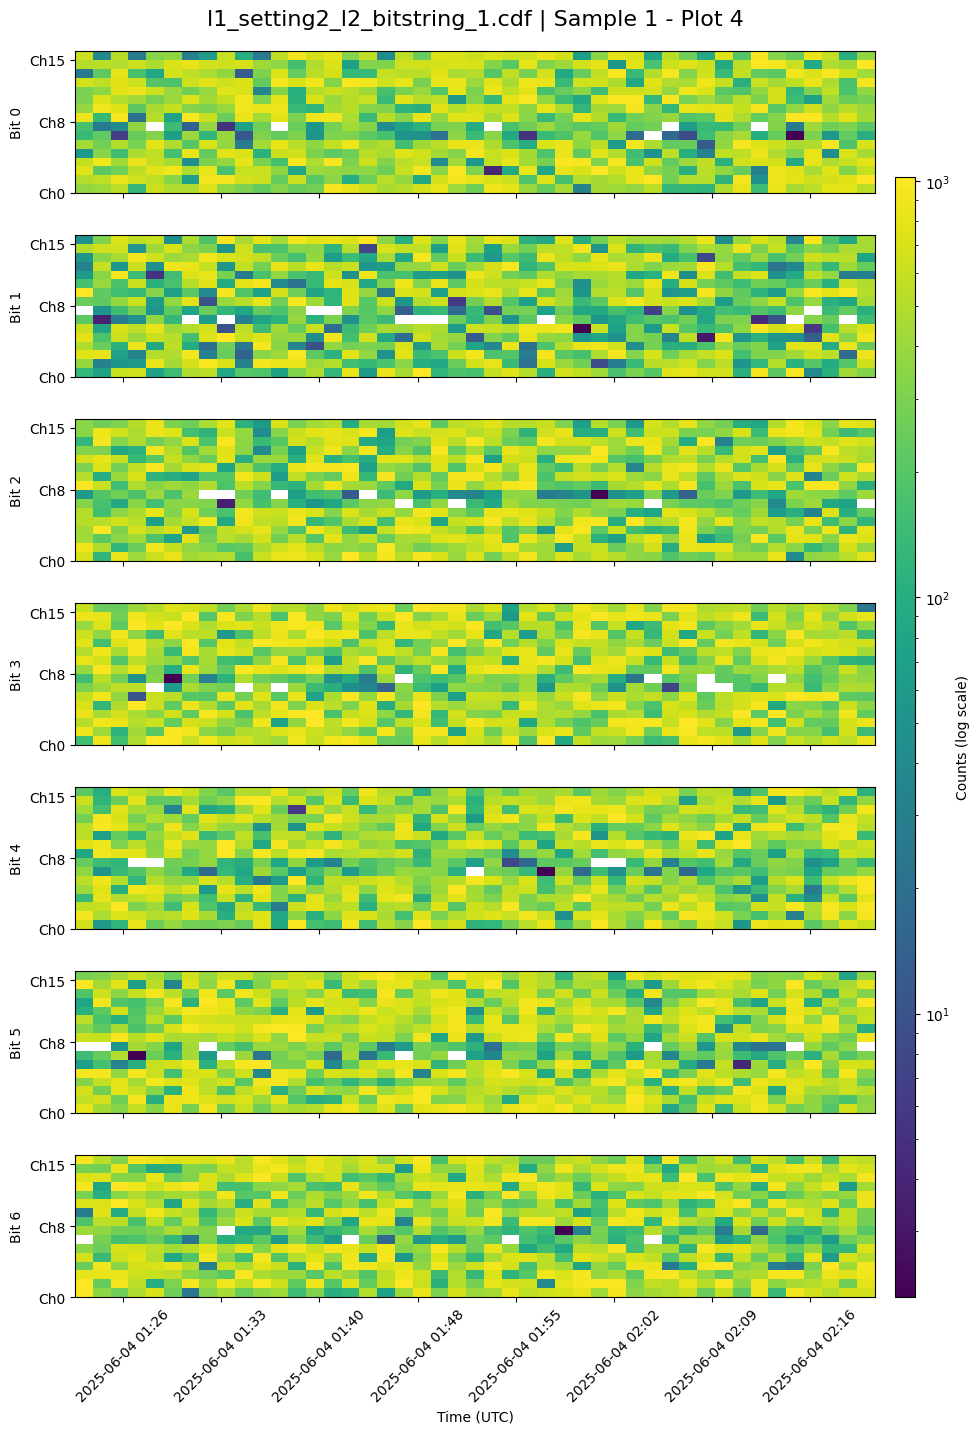 l1_setting2_l2_bitstring_1.cdf | Sample 1 - Plot 4
Ch15
Ch8
Ch0
Bit 0
Ch15
Ch8
Ch0
Bit 1
Ch15
Ch8
Ch0
Bit 2
Ch15
Ch8
Ch0
Bit 3
Ch15
Ch8
Ch0
Bit 4
Ch15
Ch8
Ch0
Bit 5
Ch15
Ch8
Ch0
Bit 6
2025-06-04 01:26
2025-06-04 01:33
2025-06-04 01:40
2025-06-04 01:48
2025-06-04 01:55
2025-06-04 02:02
2025-06-04 02:09
2025-06-04 02:16
Time (UTC)
10³
10²
10¹
Counts (log scale)